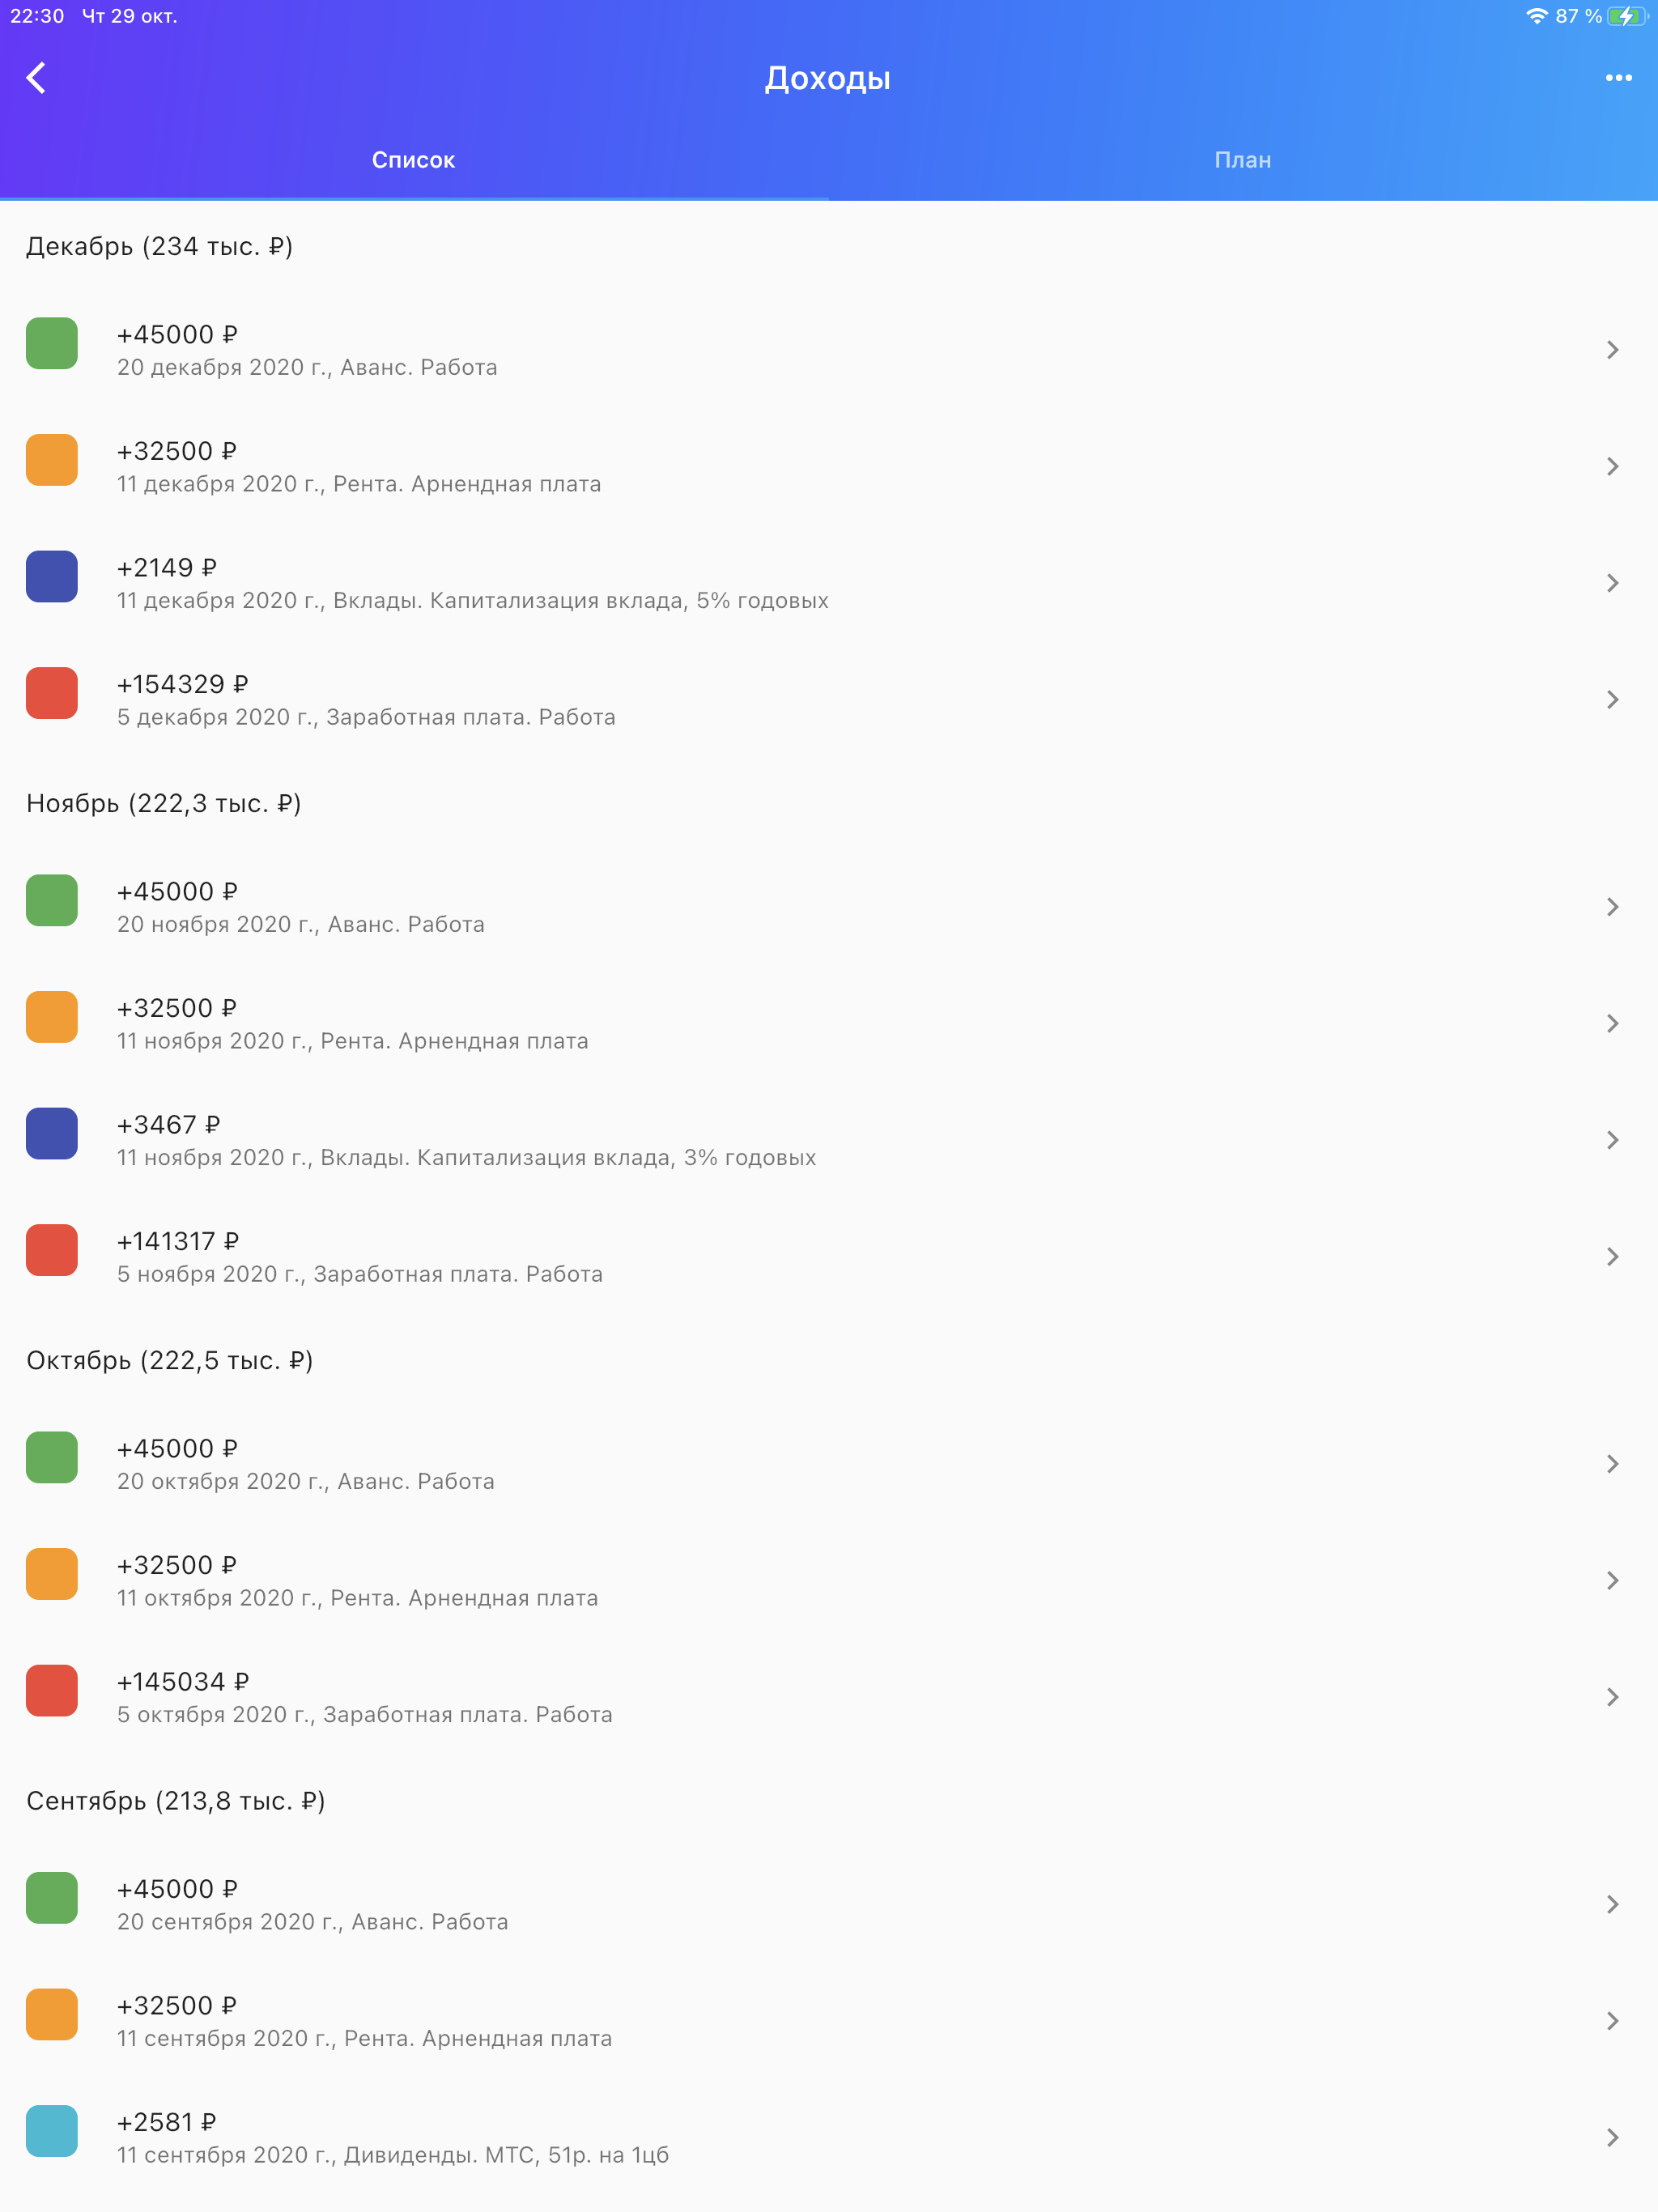 22:30 Чт 29 окт.
87 %
Доходы
Список
План
Декабрь (234 тыс. ₽)
+45000 ₽
20 декабря 2020 г., Аванс. Работа
+32500 ₽
11 декабря 2020 г., Рента. Арнендная плата
+2149 ₽
11 декабря 2020 г., Вклады. Капитализация вклада, 5% годовых
+154329 ₽
5 декабря 2020 г., Заработная плата. Работа
Ноябрь (222,3 тыс. ₽)
+45000 ₽
20 ноября 2020 г., Аванс. Работа
+32500 ₽
11 ноября 2020 г., Рента. Арнендная плата
+3467 ₽
11 ноября 2020 г., Вклады. Капитализация вклада, 3% годовых
+141317 ₽
5 ноября 2020 г., Заработная плата. Работа
Октябрь (222,5 тыс. ₽)
+45000 ₽
20 октября 2020 г., Аванс. Работа
+32500 ₽
11 октября 2020 г., Рента. Арнендная плата
+145034 ₽
5 октября 2020 г., Заработная плата. Работа
Сентябрь (213,8 тыс. ₽)
+45000 ₽
20 сентября 2020 г., Аванс. Работа
+32500 ₽
11 сентября 2020 г., Рента. Арнендная плата
+2581 ₽
11 сентября 2020 г., Дивиденды. МТС, 51р. на 1цб